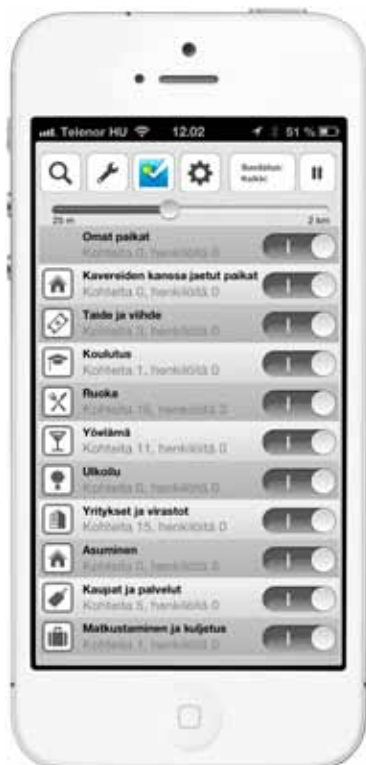 Telenor HU 12.02 51 %
Suodatus:
Kaikki
25 m 2 km
Omat paikat
Kohteita 0, henkilöitä 0
Kavereiden kanssa jaetut paikat
Kohteita 0, henkilöitä 0
Taide ja viihde
Kohteita 3, henkilöitä 0
Koulutus
Kohteita 1, henkilöitä 0
Ruoka
Kohteita 16, henkilöitä 0
Yöelämä
Kohteita 11, henkilöitä 0
Ulkoilu
Kohteita 0, henkilöitä 0
Yritykset ja virastot
Kohteita 15, henkilöitä 0
Asuminen
Kohteita 0, henkilöitä 0
Kaupat ja palvelut
Kohteita 5, henkilöitä 0
Matkustaminen ja kuljetus
Kohteita 1, henkilöitä 0